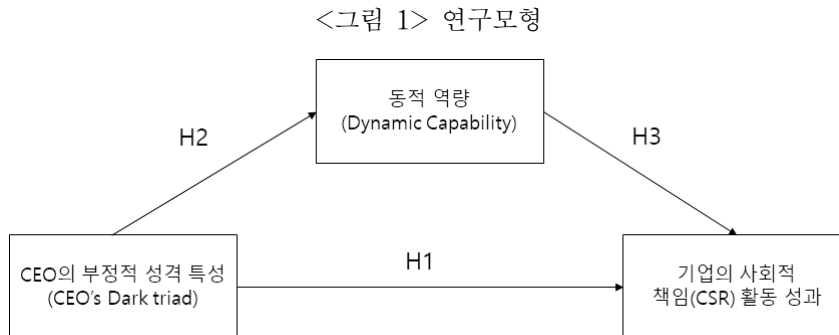 <그림 1> 연구모형
동적 역량
(Dynamic Capability)
H2
H3
CEO의 부정적 성격 특성
(CEO's Dark triad)
H1
기업의 사회적
책임(CSR) 활동 성과